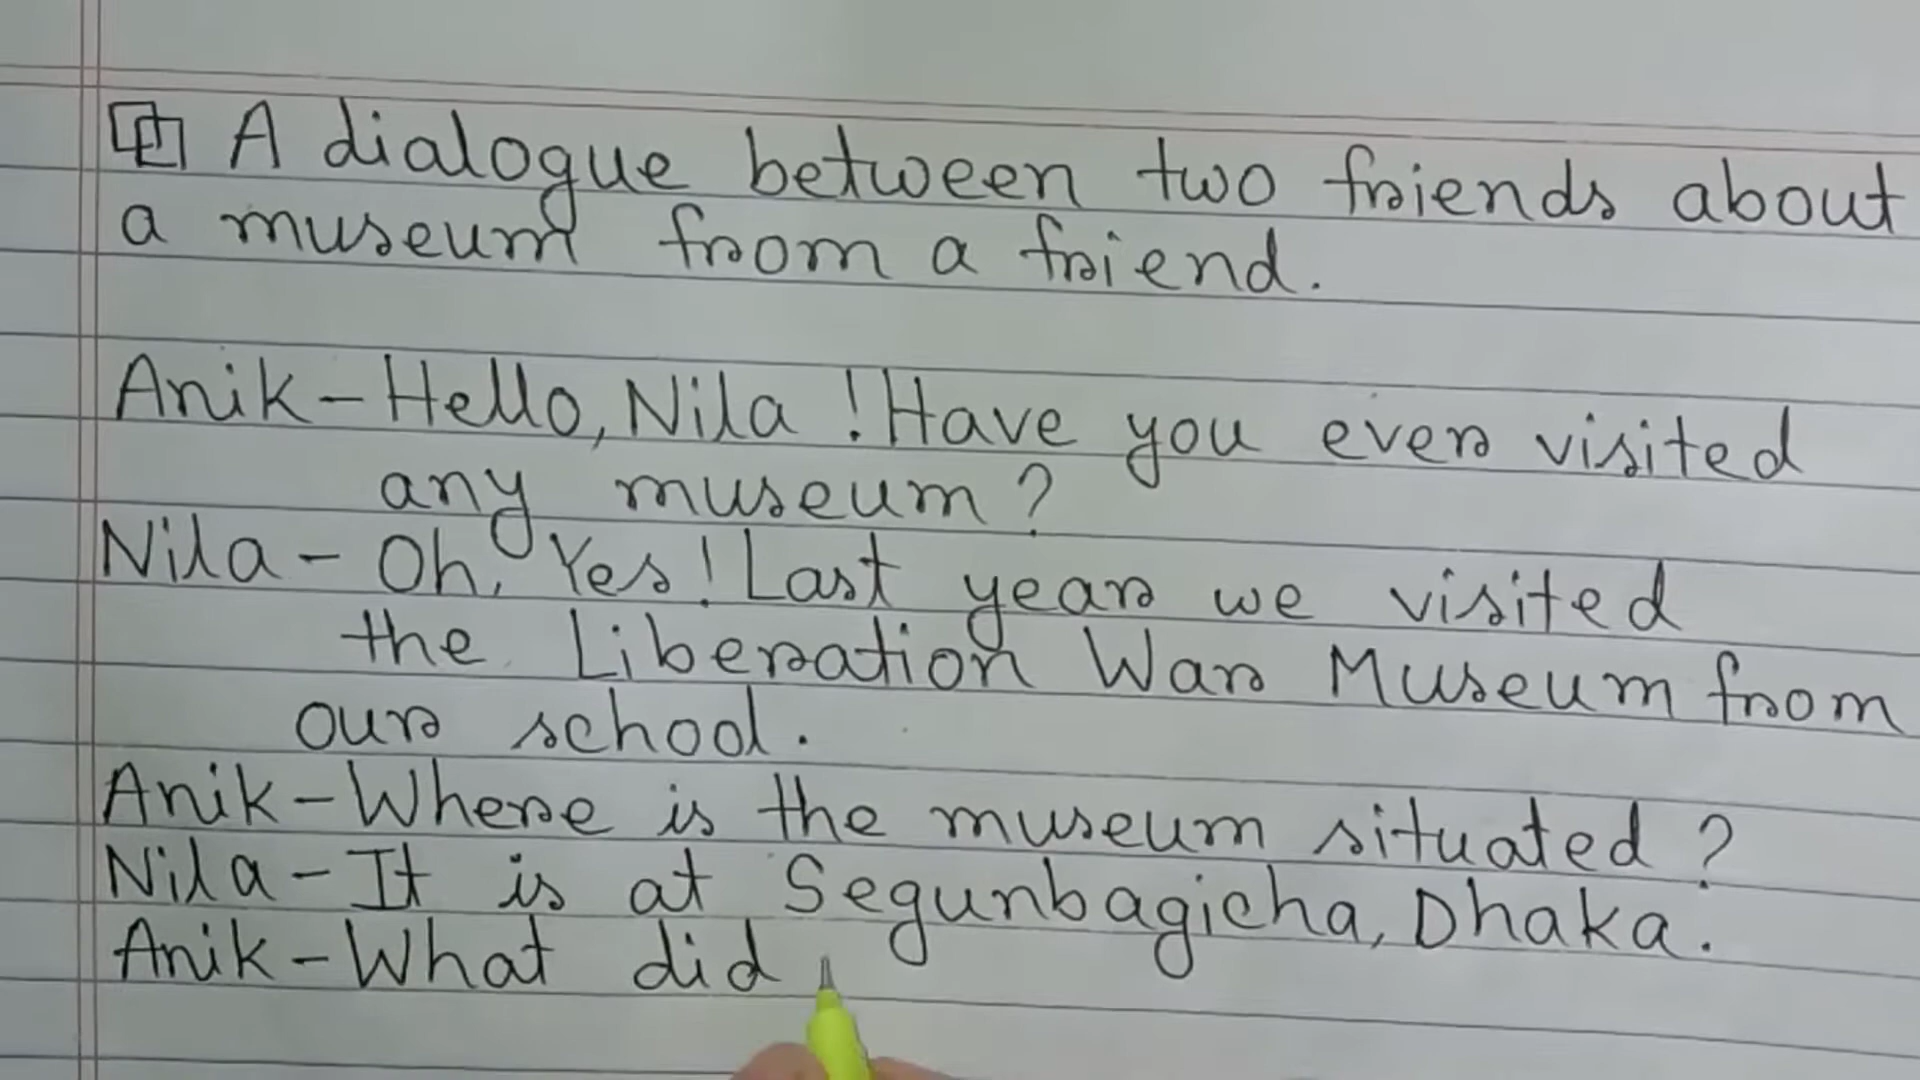 A dialogue between two friends about
a museum from a friend.
Anik - Hello, Nila ! Have you ever visited
any museum ?
Nila - Oh, Yes! Last year we visited
the Liberation War Museum from
our school.
Anik - Where is the museum situated ?
Nila - It is at Segunbagicha, Dhaka.
Anik - What did